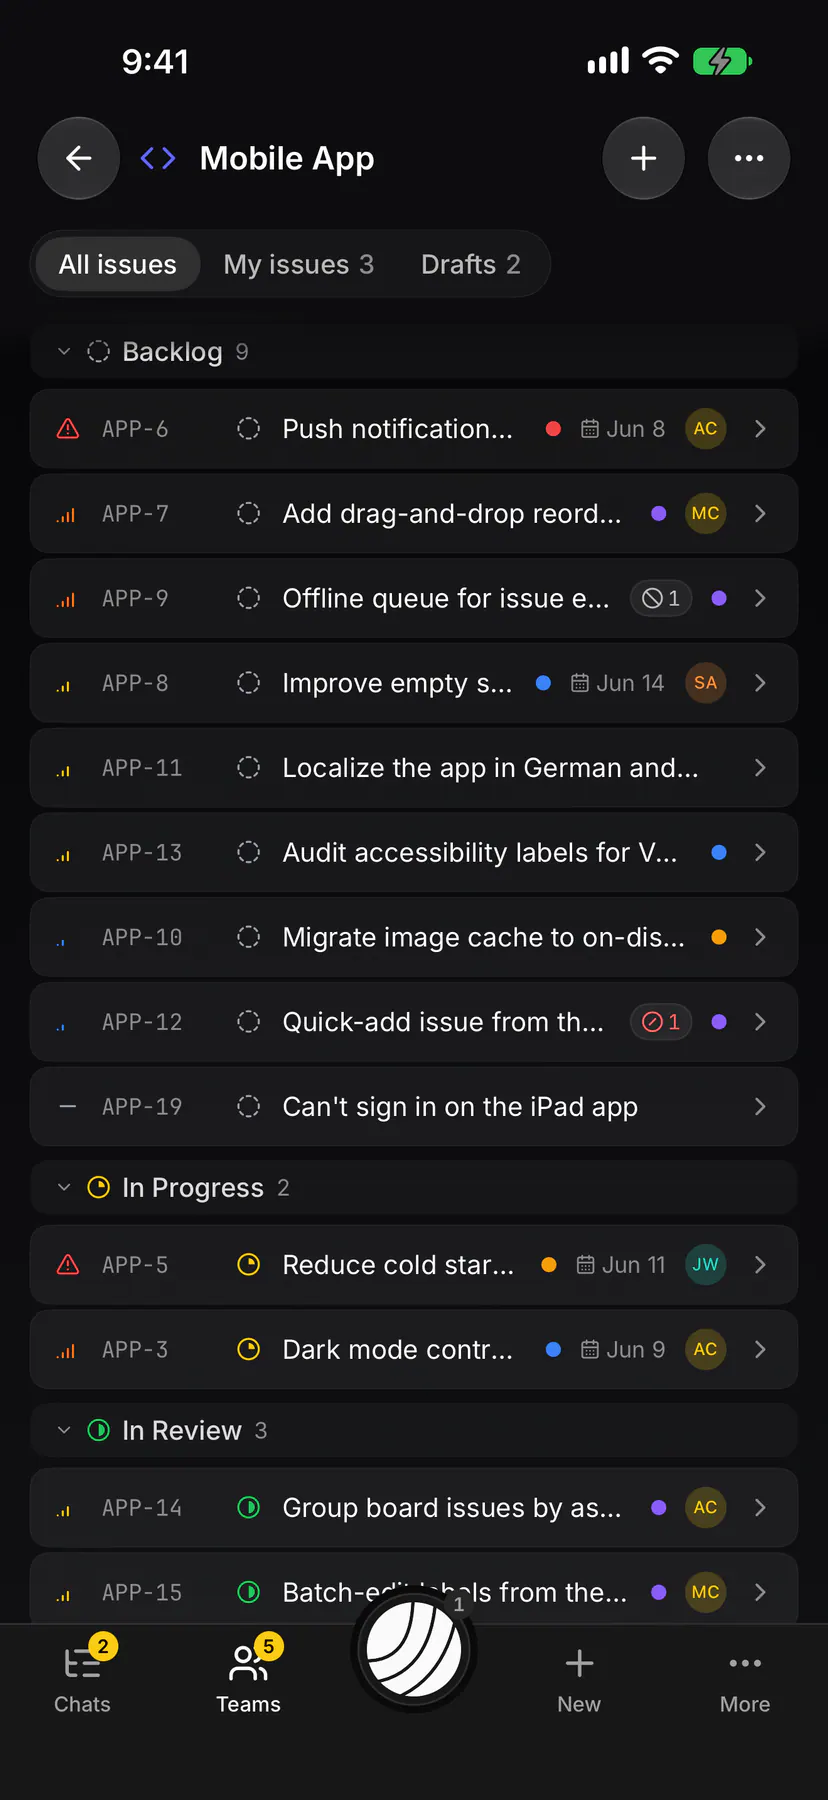 9:41
Mobile App
All issues My issues 3 Drafts 2
Backlog 9
APP-6 Push notification... Jun 8 AC
APP-7 Add drag-and-drop reord... MC
APP-9 Offline queue for issue e... 1
APP-8 Improve empty s... Jun 14 SA
APP-11 Localize the app in German and...
APP-13 Audit accessibility labels for V...
APP-10 Migrate image cache to on-dis...
APP-12 Quick-add issue from th... 1
APP-19 Can't sign in on the iPad app
In Progress 2
APP-5 Reduce cold star... Jun 11 JW
APP-3 Dark mode contr... Jun 9 AC
In Review 3
APP-14 Group board issues by as... AC
APP-15 Batch-edit labels from the... MC
2 5 1
Chats Teams New More